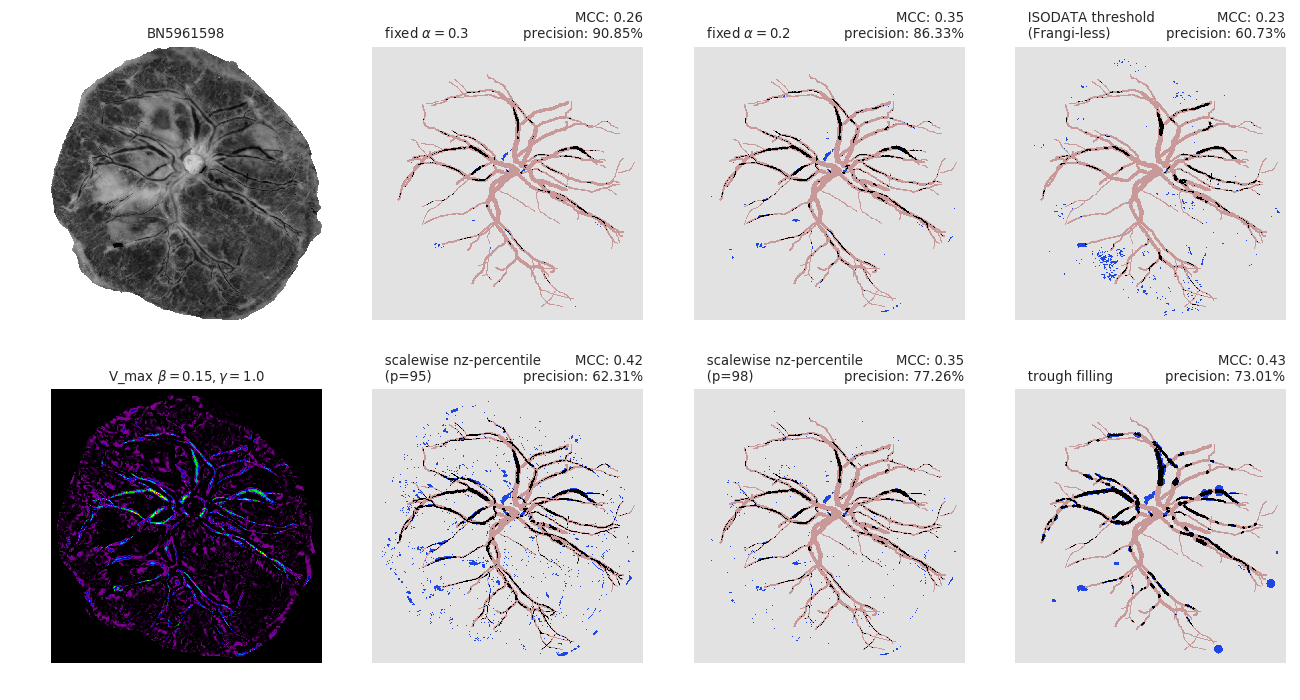 BN5961598
MCC: 0.26
fixed α = 0.3 precision: 90.85%
MCC: 0.35
fixed α = 0.2 precision: 86.33%
ISODATA threshold MCC: 0.23
(Frangi-less) precision: 60.73%
V_max β = 0.15, γ = 1.0
scalewise nz-percentile MCC: 0.42
(p=95) precision: 62.31%
scalewise nz-percentile MCC: 0.35
(p=98) precision: 77.26%
MCC: 0.43
trough filling precision: 73.01%